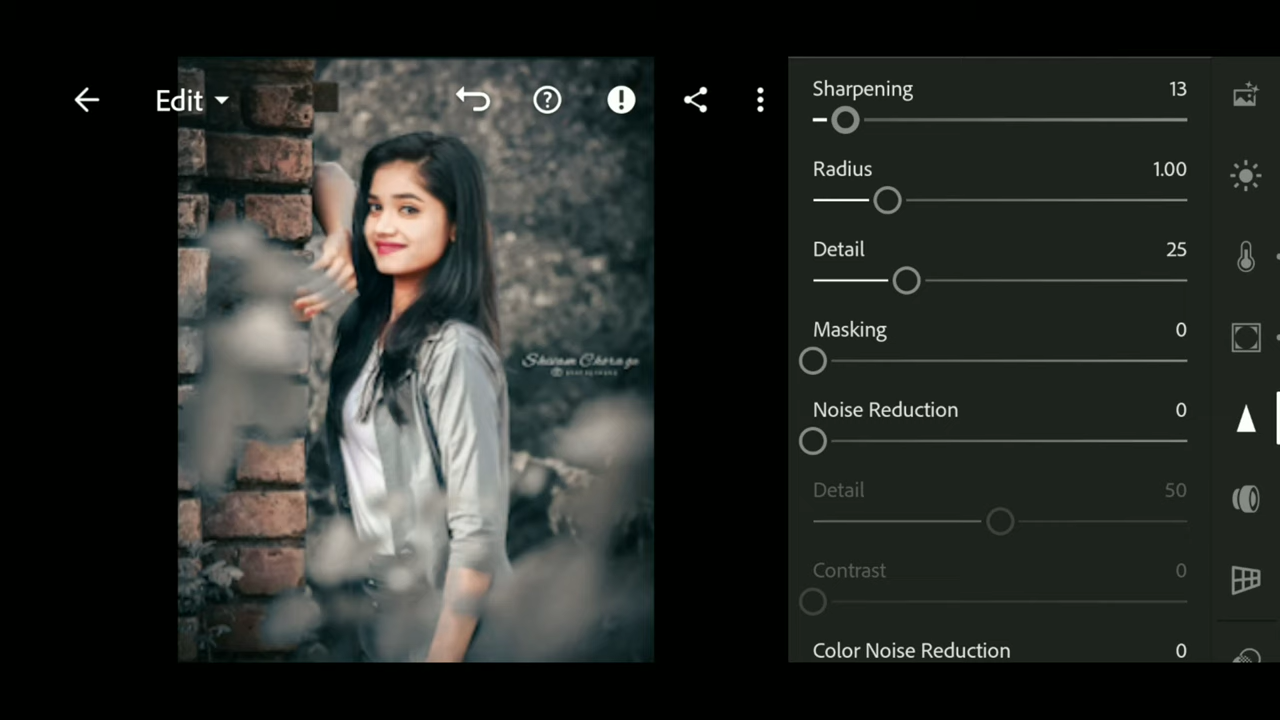 Edit
Sharpening 13
Radius 1.00
Detail 25
Masking 0
Noise Reduction 0
Detail 50
Contrast 0
Color Noise Reduction 0